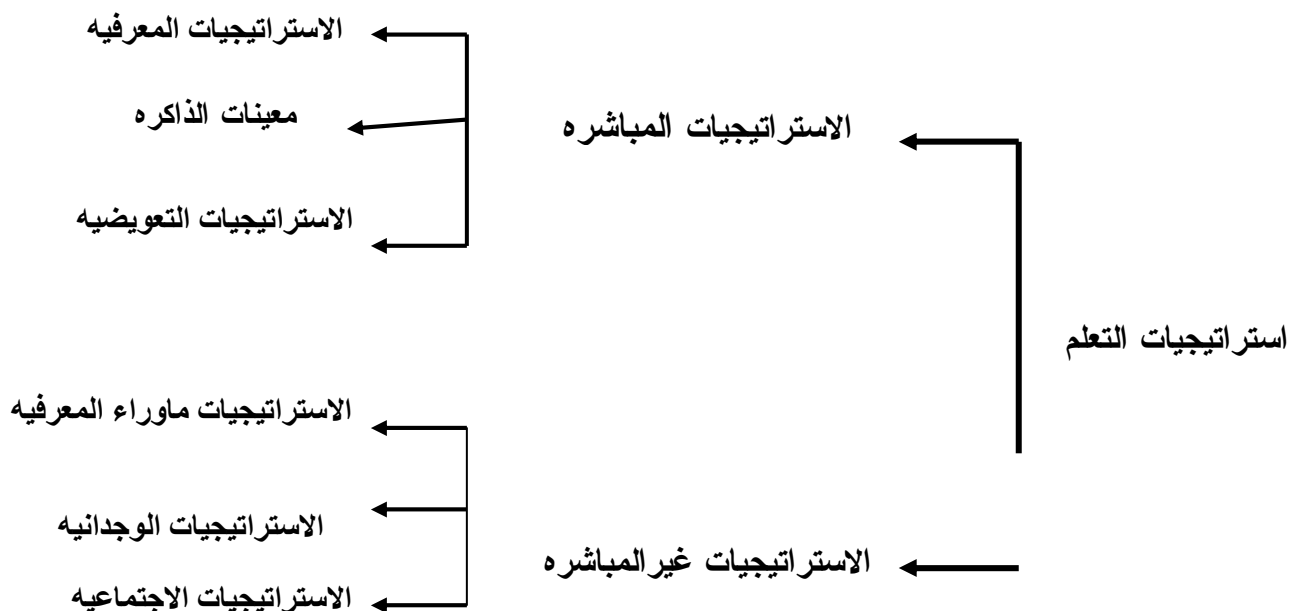 استراتيجيات التعلم
الاستراتيجيات المباشره
الاستراتيجيات المعرفيه
معينات الذاكره
الاستراتيجيات التعويضيه
الاستراتيجيات غيرالمباشره
الاستراتيجيات ماوراء المعرفيه
الاستراتيجيات الوجدانيه
الاستراتيجيات الاجتماعيه